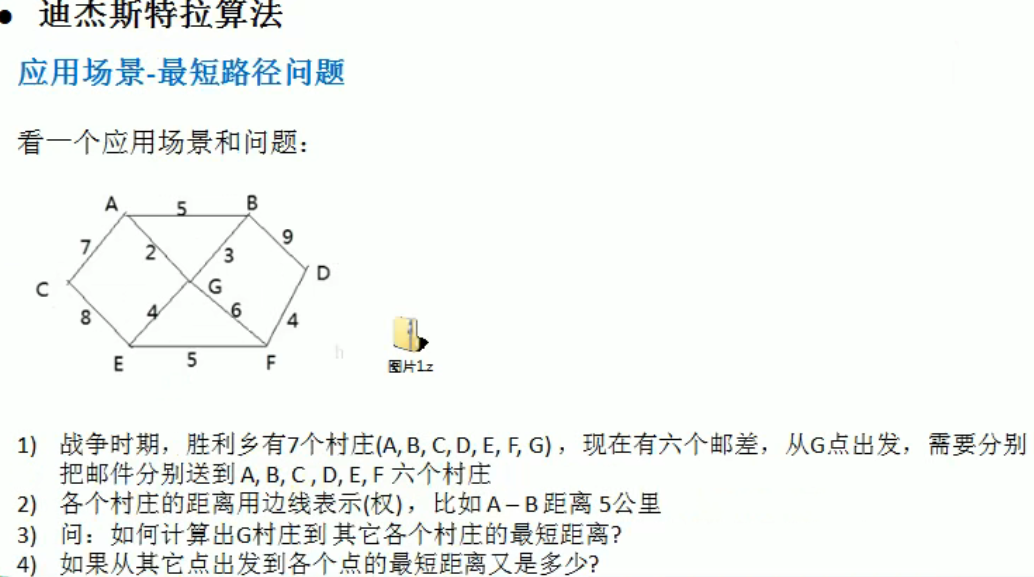 • 迪杰斯特拉算法
应用场景-最短路径问题
看一个应用场景和问题：
A 5 B
7 2 3 9
C G D
8 4 6 4
E 5 F
h
图片1.z
1) 战争时期，胜利乡有7个村庄(A, B, C, D, E, F, G) ，现在有六个邮差，从G点出发，需要分别
把邮件分别送到 A, B, C , D, E, F 六个村庄
2) 各个村庄的距离用边线表示(权) ，比如 A – B 距离 5公里
3) 问：如何计算出G村庄到 其它各个村庄的最短距离?
4) 如果从其它点出发到各个点的最短距离又是多少?